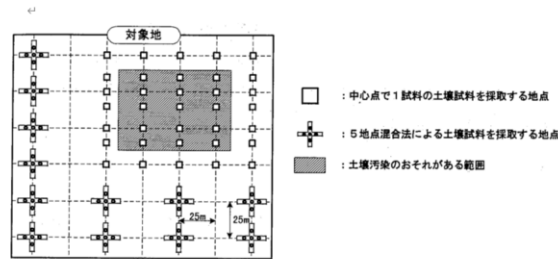 対象地
：中心点で１試料の土壌試料を採取する地点
：５地点混合法による土壌試料を採取する地点
：土壌汚染のおそれがある範囲
25m
25m